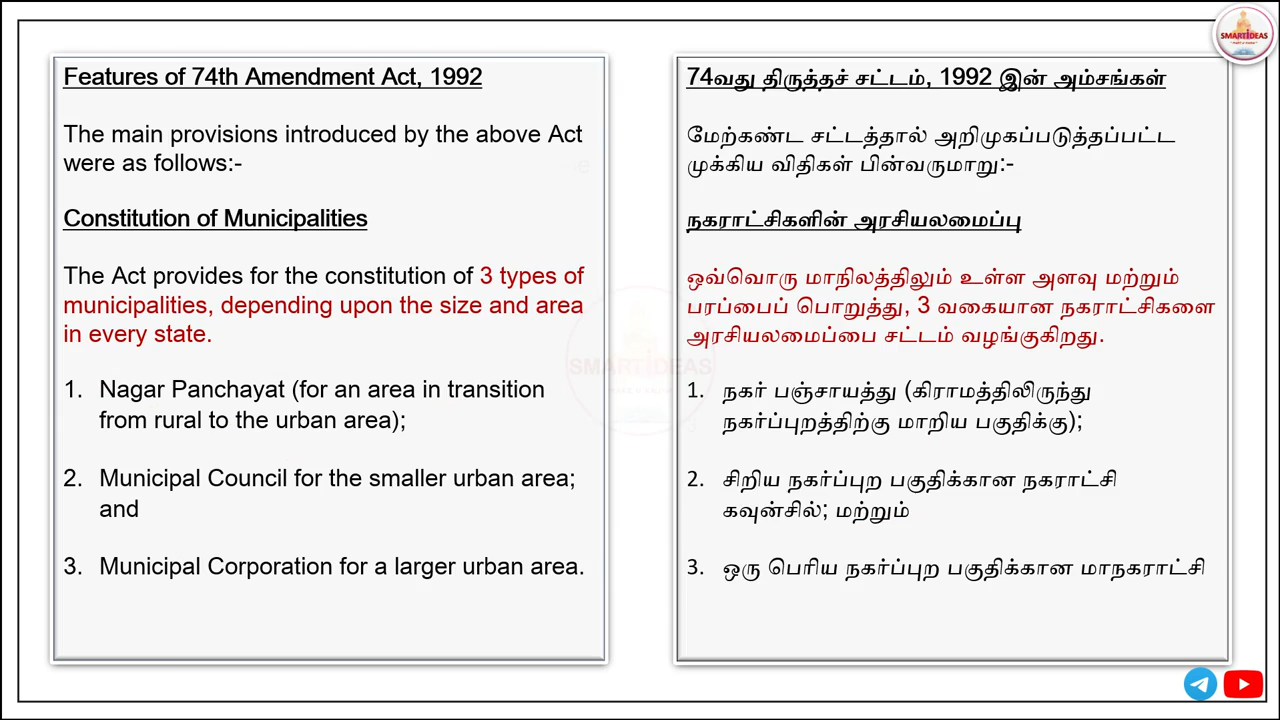 SMARTIDEAS
Features of 74th Amendment Act, 1992
The main provisions introduced by the above Act
were as follows:-
Constitution of Municipalities
The Act provides for the constitution of 3 types of
municipalities, depending upon the size and area
in every state.
1. Nagar Panchayat (for an area in transition
from rural to the urban area);
2. Municipal Council for the smaller urban area;
and
3. Municipal Corporation for a larger urban area.
74வது திருத்தச் சட்டம், 1992 இன் அம்சங்கள்
மேற்கண்ட சட்டத்தால் அறிமுகப்படுத்தப்பட்ட
முக்கிய விதிகள் பின்வருமாறு:-
நகராட்சிகளின் அரசியலமைப்பு
ஒவ்வொரு மாநிலத்திலும் உள்ள அளவு மற்றும்
பரப்பைப் பொறுத்து, 3 வகையான நகராட்சிகளை
அரசியலமைப்பை சட்டம் வழங்குகிறது.
1. நகர் பஞ்சாயத்து (கிராமத்திலிருந்து
நகர்ப்புறத்திற்கு மாறிய பகுதிக்கு);
2. சிறிய நகர்ப்புற பகுதிக்கான நகராட்சி
கவுன்சில்; மற்றும்
3. ஒரு பெரிய நகர்ப்புற பகுதிக்கான மாநகராட்சி
SMARTIDEAS